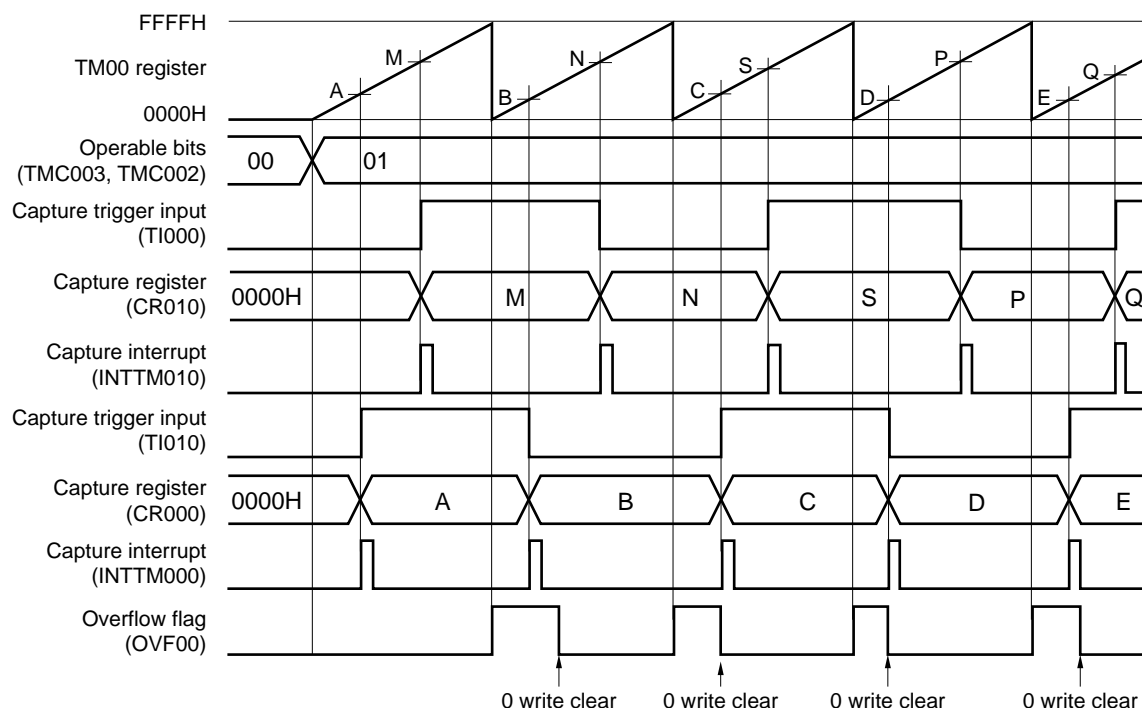 FFFFH
TM00 register
0000H
A M B N C S D P E Q
Operable bits
(TMC003, TMC002)
00 01
Capture trigger input
(TI000)
Capture register
(CR010)
0000H M N S P Q
Capture interrupt
(INTTM010)
Capture trigger input
(TI010)
Capture register
(CR000)
0000H A B C D E
Capture interrupt
(INTTM000)
Overflow flag
(OVF00)
0 write clear 0 write clear 0 write clear 0 write clear